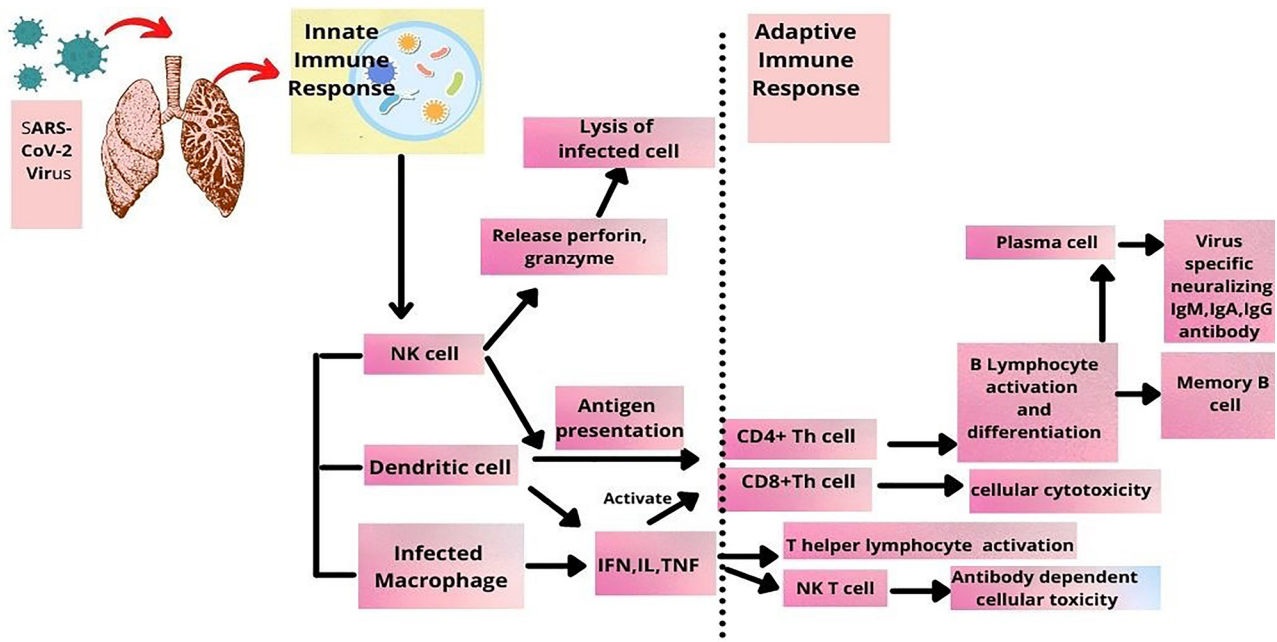 SARS-
CoV-2
Virus
Innate
Immune
Response
Adaptive
Immune
Response
Lysis of
infected cell
Release perforin,
granzyme
NK cell
Antigen
presentation
Dendritic cell
Activate
Infected
Macrophage
IFN,IL,TNF
CD4+ Th cell
CD8+Th cell
B Lymphocyte
activation
and
differentiation
Plasma cell
Virus
specific
neuralizing
IgM,IgA,IgG
antibody
Memory B
cell
cellular cytotoxicity
T helper lymphocyte activation
NK T cell
Antibody dependent
cellular toxicity